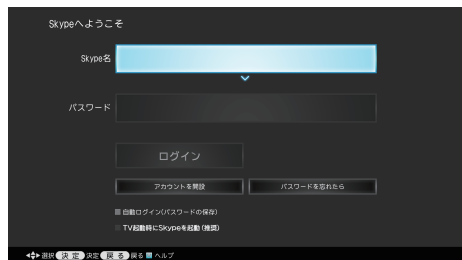 Skypeへようこそ
Skype名
パスワード
ログイン
アカウントを開設 パスワードを忘れたら
自動ログイン(パスワードの保存)
TV起動時にSkypeを起動(推奨)
選択 決定 決定 戻る 戻る ヘルプ